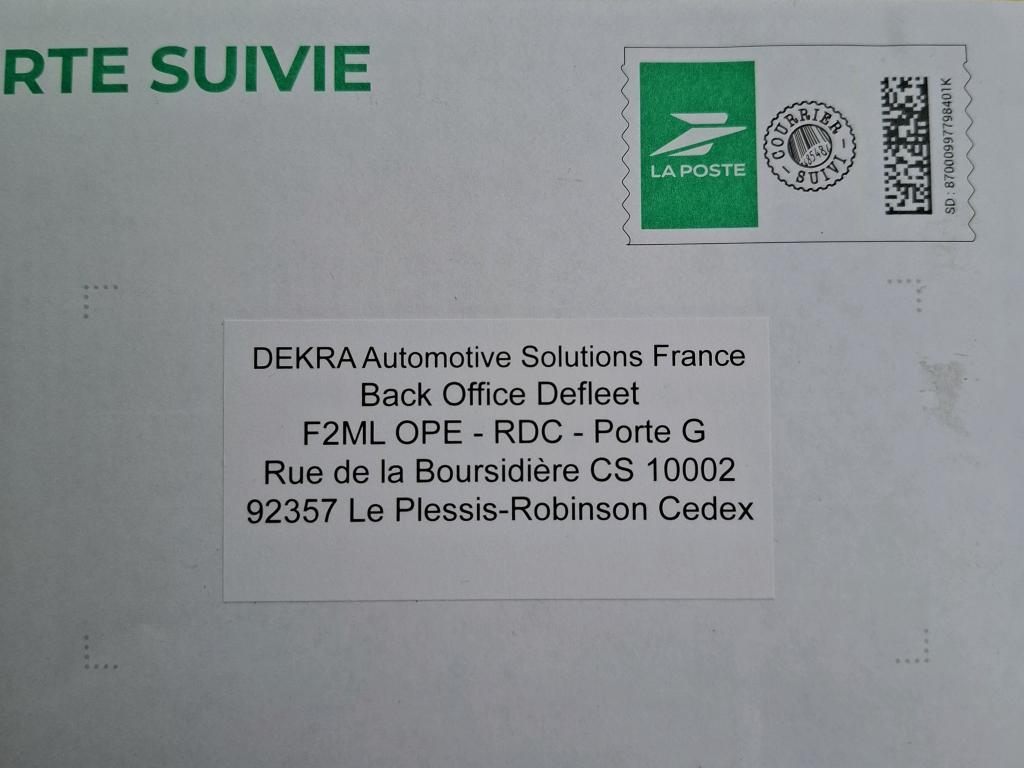 RTE SUIVIE
LA POSTE
COURRIER
SUIVI
SD : 87000997798401K
DEKRA Automotive Solutions France
Back Office Defleet
F2ML OPE - RDC - Porte G
Rue de la Boursidière CS 10002
92357 Le Plessis-Robinson Cedex